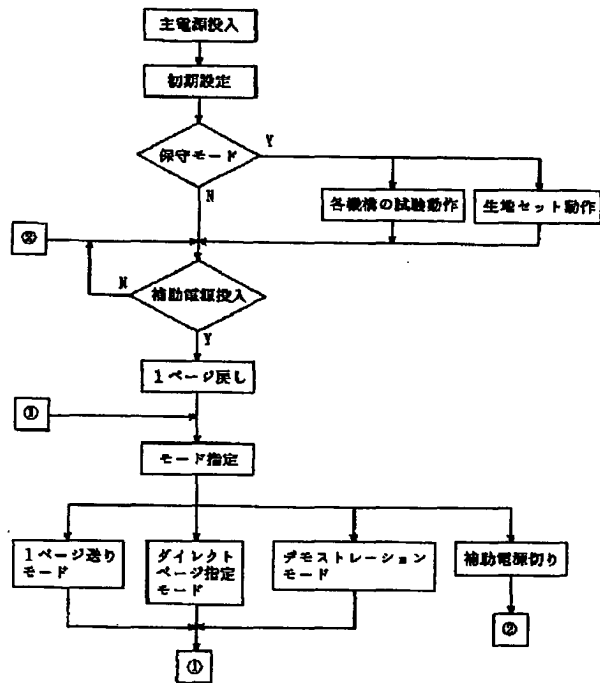 主電源投入
初期設定
保守モード
Y
N
各機構の試験動作
生地セット動作
②
N
補助電源投入
Y
1ページ戻し
①
モード指定
1ページ送り
モード
ダイレクト
ページ指定
モード
デモストレーション
モード
補助電源切り
①
②